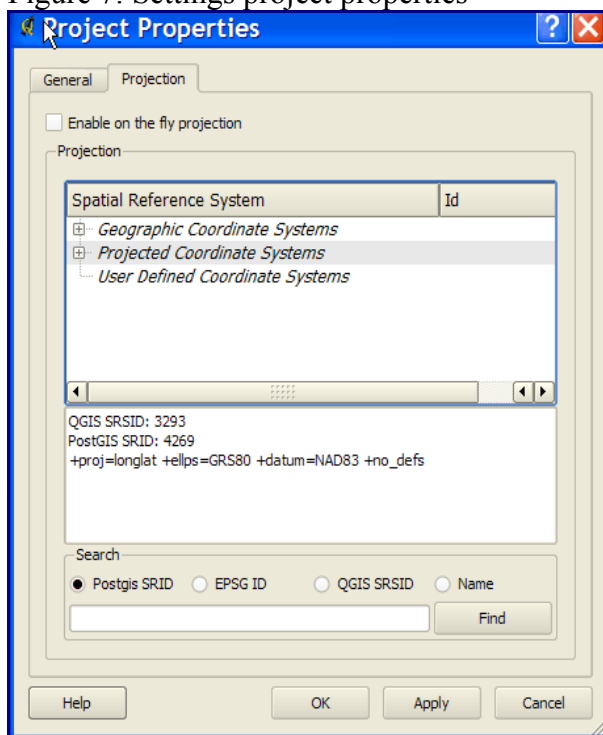 Figure 7: Settings project properties
Project Properties
General Projection
Enable on the fly projection
Projection
Spatial Reference System Id
Geographic Coordinate Systems
Projected Coordinate Systems
User Defined Coordinate Systems
QGIS SRSID: 3293
PostGIS SRID: 4269
+proj=longlat +ellps=GRS80 +datum=NAD83 +no_defs
Search
Postgis SRID EPSG ID QGIS SRSID Name
Find
Help OK Apply Cancel